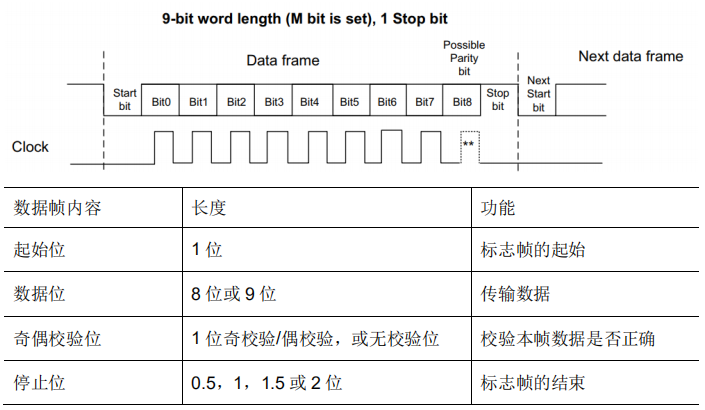 9-bit word length (M bit is set), 1 Stop bit
Data frame
Possible
Parity
bit
Next data frame
Start
bit
Bit0
Bit1
Bit2
Bit3
Bit4
Bit5
Bit6
Bit7
Bit8
Stop
bit
Next
Start
bit
Clock
**
数据帧内容 长度 功能
起始位 1 位 标志帧的起始
数据位 8 位或 9 位 传输数据
奇偶校验位 1 位奇校验/偶校验，或无校验位 校验本帧数据是否正确
停止位 0.5，1，1.5 或 2 位 标志帧的结束